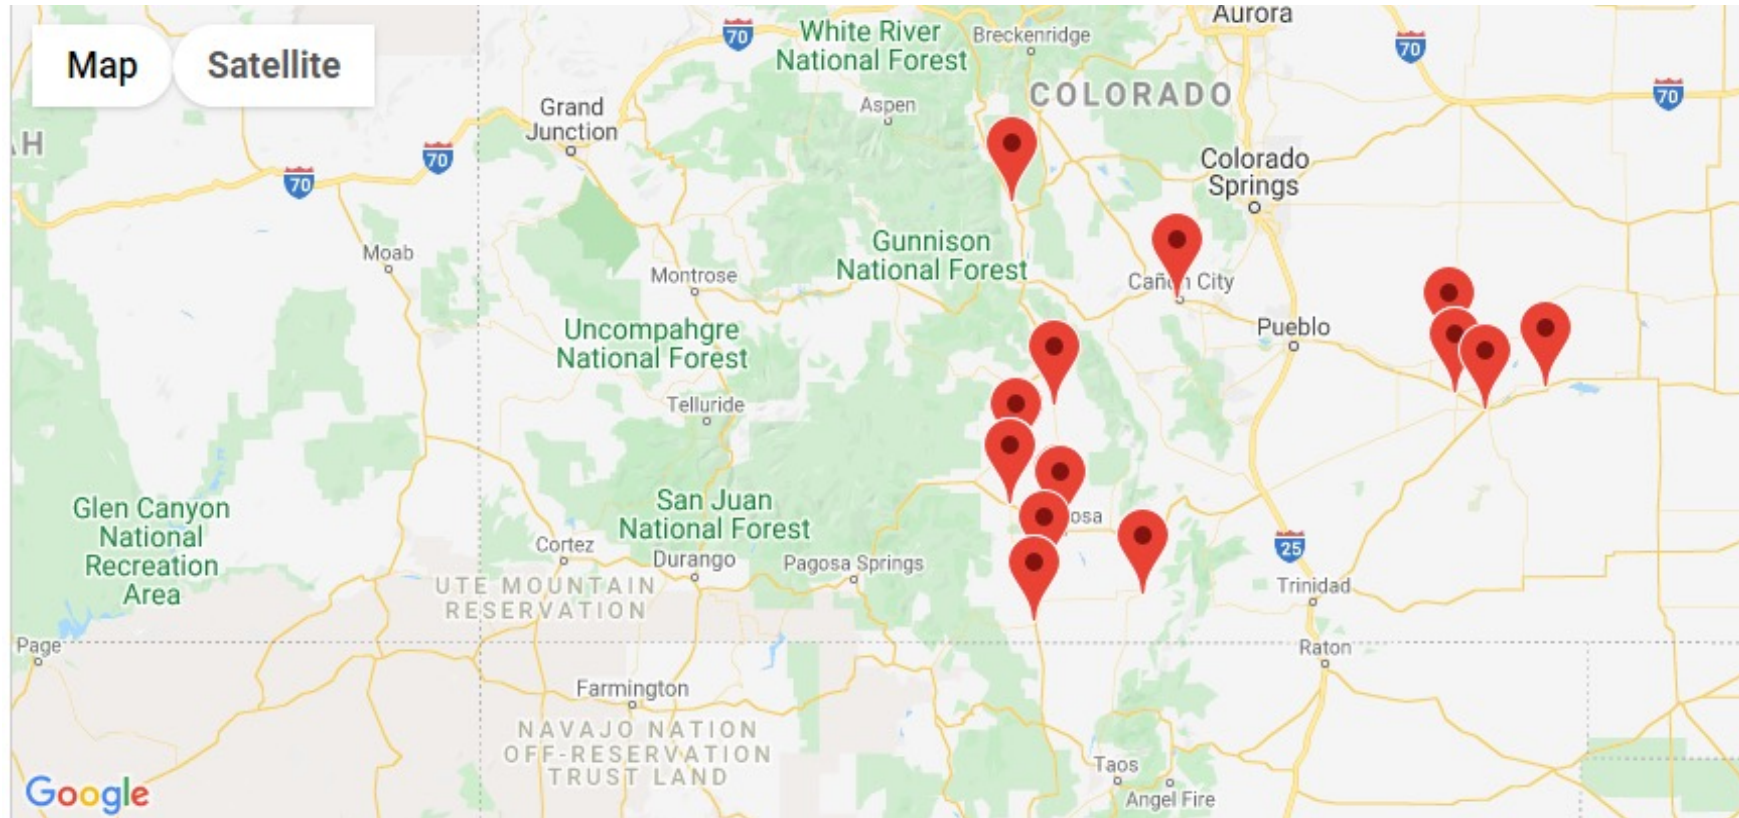 Map
Satellite
White River
National Forest
Breckenridge
Aurora
70
70
70
70
70
COLORADO
Grand
Junction
Aspen
AH
Colorado
Springs
Moab
Gunnison
National Forest
Montrose
Cañon City
Uncompahgre
National Forest
Pueblo
Telluride
San Juan
National Forest
Glen Canyon
National
Recreation
Area
osa
Cortez
Durango
Pagosa Springs
25
UTE MOUNTAIN
RESERVATION
Trinidad
Page
Raton
Farmington
NAVAJO NATION
OFF-RESERVATION
TRUST LAND
Taos
Angel Fire
Google